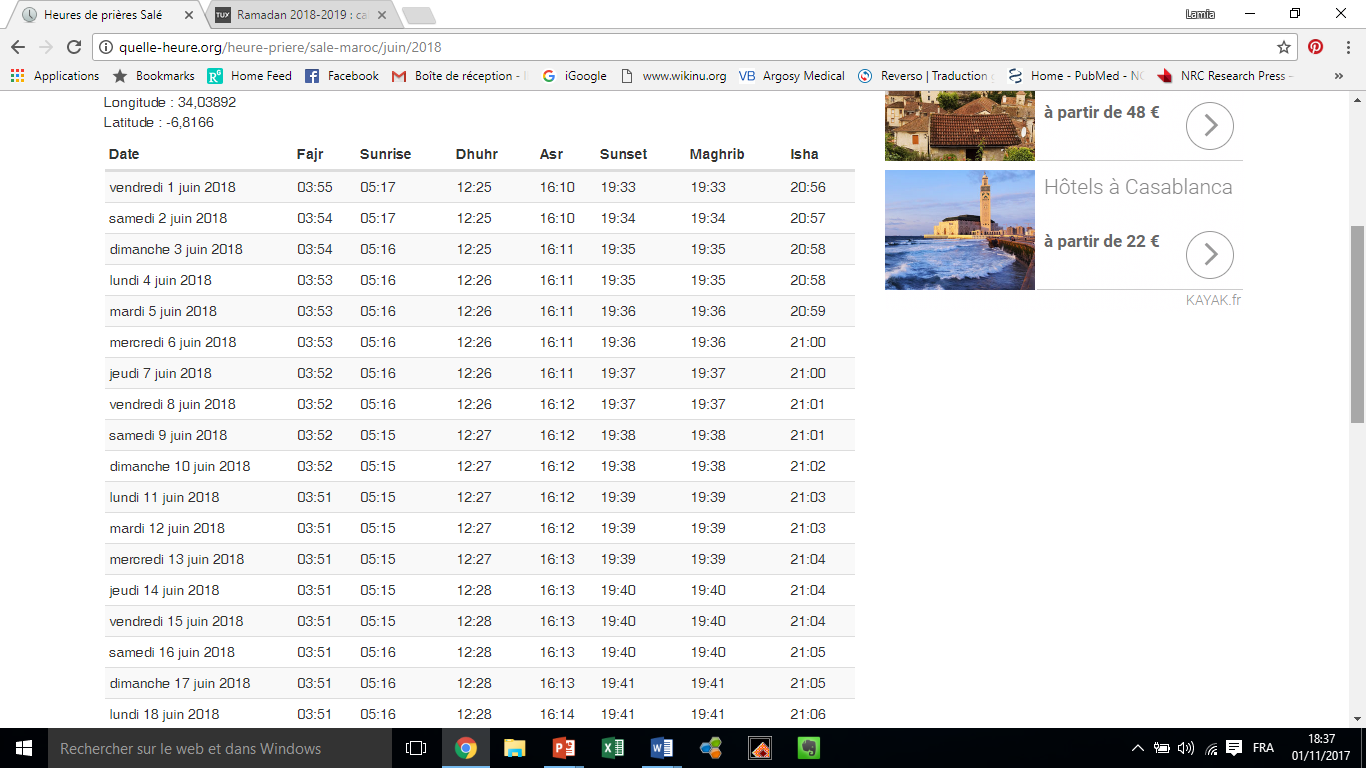 Heures de prières Salé
TUX Ramadan 2018-2019 : ca
Lamia
quelle-heure.org/heure-priere/sale-maroc/juin/2018
Applications Bookmarks Home Feed Facebook Boîte de réception - iGoogle www.wikinu.org VB Argosy Medical Reverso | Traduction Home - PubMed - NC NRC Research Press - »
Longitude : 34,03892
Latitude : -6,8166
Date Fajr Sunrise Dhuhr Asr Sunset Maghrib Isha
vendredi 1 juin 2018 03:55 05:17 12:25 16:10 19:33 19:33 20:56
samedi 2 juin 2018 03:54 05:17 12:25 16:10 19:34 19:34 20:57
dimanche 3 juin 2018 03:54 05:16 12:25 16:11 19:35 19:35 20:58
lundi 4 juin 2018 03:53 05:16 12:26 16:11 19:35 19:35 20:58
mardi 5 juin 2018 03:53 05:16 12:26 16:11 19:36 19:36 20:59
mercredi 6 juin 2018 03:53 05:16 12:26 16:11 19:36 19:36 21:00
jeudi 7 juin 2018 03:52 05:16 12:26 16:11 19:37 19:37 21:00
vendredi 8 juin 2018 03:52 05:16 12:26 16:12 19:37 19:37 21:01
samedi 9 juin 2018 03:52 05:15 12:27 16:12 19:38 19:38 21:01
dimanche 10 juin 2018 03:52 05:15 12:27 16:12 19:38 19:38 21:02
lundi 11 juin 2018 03:51 05:15 12:27 16:12 19:39 19:39 21:03
mardi 12 juin 2018 03:51 05:15 12:27 16:12 19:39 19:39 21:03
mercredi 13 juin 2018 03:51 05:15 12:27 16:13 19:39 19:39 21:04
jeudi 14 juin 2018 03:51 05:15 12:28 16:13 19:40 19:40 21:04
vendredi 15 juin 2018 03:51 05:15 12:28 16:13 19:40 19:40 21:04
samedi 16 juin 2018 03:51 05:16 12:28 16:13 19:40 19:40 21:05
dimanche 17 juin 2018 03:51 05:16 12:28 16:13 19:41 19:41 21:05
lundi 18 juin 2018 03:51 05:16 12:28 16:14 19:41 19:41 21:06
à partir de 48 €
Hôtels à Casablanca
à partir de 22 €
KAYAK.fr
Rechercher sur le web et dans Windows
FRA
18:37
01/11/2017